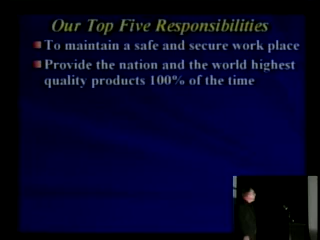 Our Top Five Responsibilities
To maintain a safe and secure work place
Provide the nation and the world highest
quality products 100% of the time